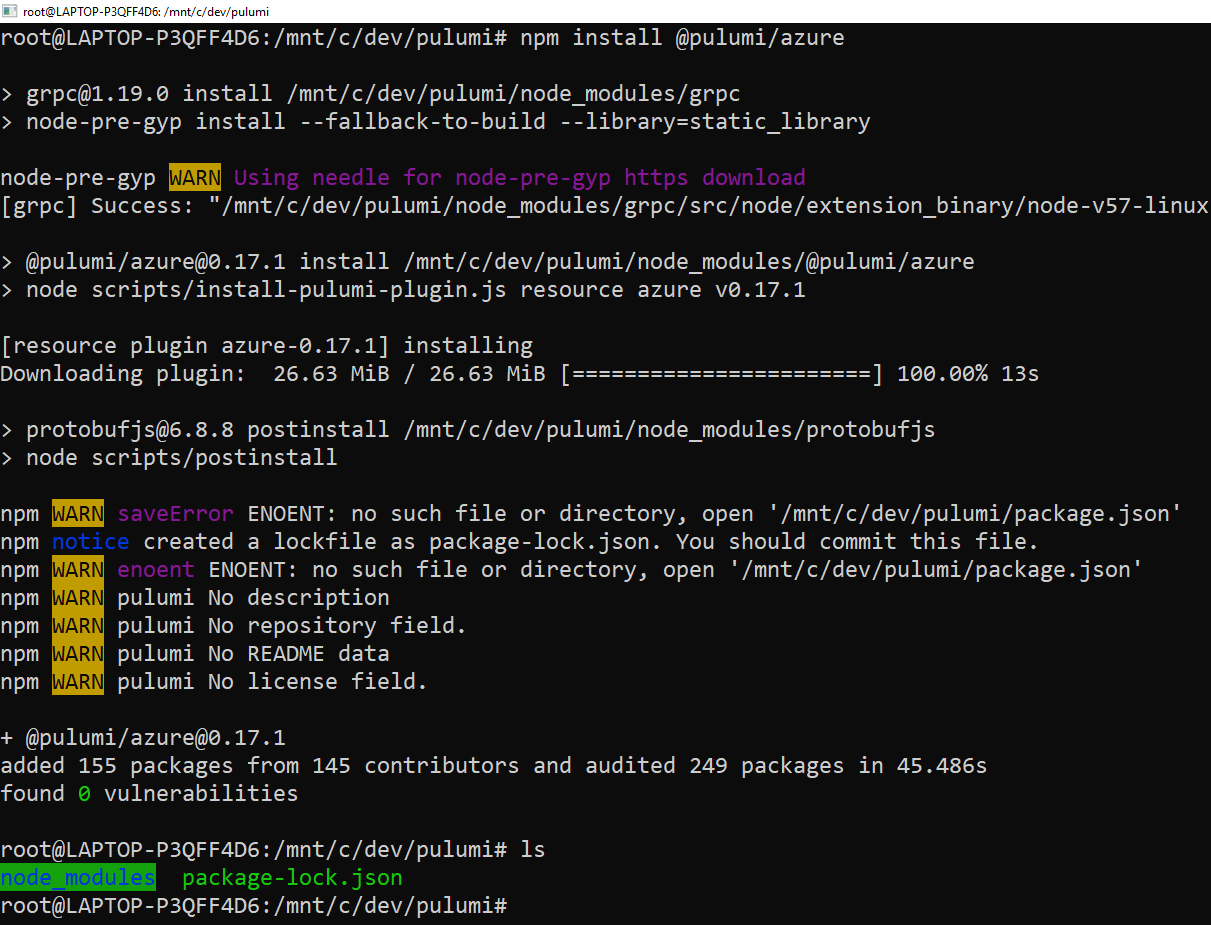 root@LAPTOP-P3QFF4D6: /mnt/c/dev/pulumi
root@LAPTOP-P3QFF4D6:/mnt/c/dev/pulumi# npm install @pulumi/azure
> grpc@1.19.0 install /mnt/c/dev/pulumi/node_modules/grpc
> node-pre-gyp install --fallback-to-build --library=static_library
node-pre-gyp WARN Using needle for node-pre-gyp https download
[grpc] Success: "/mnt/c/dev/pulumi/node_modules/grpc/src/node/extension_binary/node-v57-linux
> @pulumi/azure@0.17.1 install /mnt/c/dev/pulumi/node_modules/@pulumi/azure
> node scripts/install-pulumi-plugin.js resource azure v0.17.1
[resource plugin azure-0.17.1] installing
Downloading plugin:  26.63 MiB / 26.63 MiB [=======================] 100.00% 13s
> protobufjs@6.8.8 postinstall /mnt/c/dev/pulumi/node_modules/protobufjs
> node scripts/postinstall
npm WARN saveError ENOENT: no such file or directory, open '/mnt/c/dev/pulumi/package.json'
npm notice created a lockfile as package-lock.json. You should commit this file.
npm WARN enoent ENOENT: no such file or directory, open '/mnt/c/dev/pulumi/package.json'
npm WARN pulumi No description
npm WARN pulumi No repository field.
npm WARN pulumi No README data
npm WARN pulumi No license field.
+ @pulumi/azure@0.17.1
added 155 packages from 145 contributors and audited 249 packages in 45.486s
found 0 vulnerabilities
root@LAPTOP-P3QFF4D6:/mnt/c/dev/pulumi# ls
node_modules  package-lock.json
root@LAPTOP-P3QFF4D6:/mnt/c/dev/pulumi#